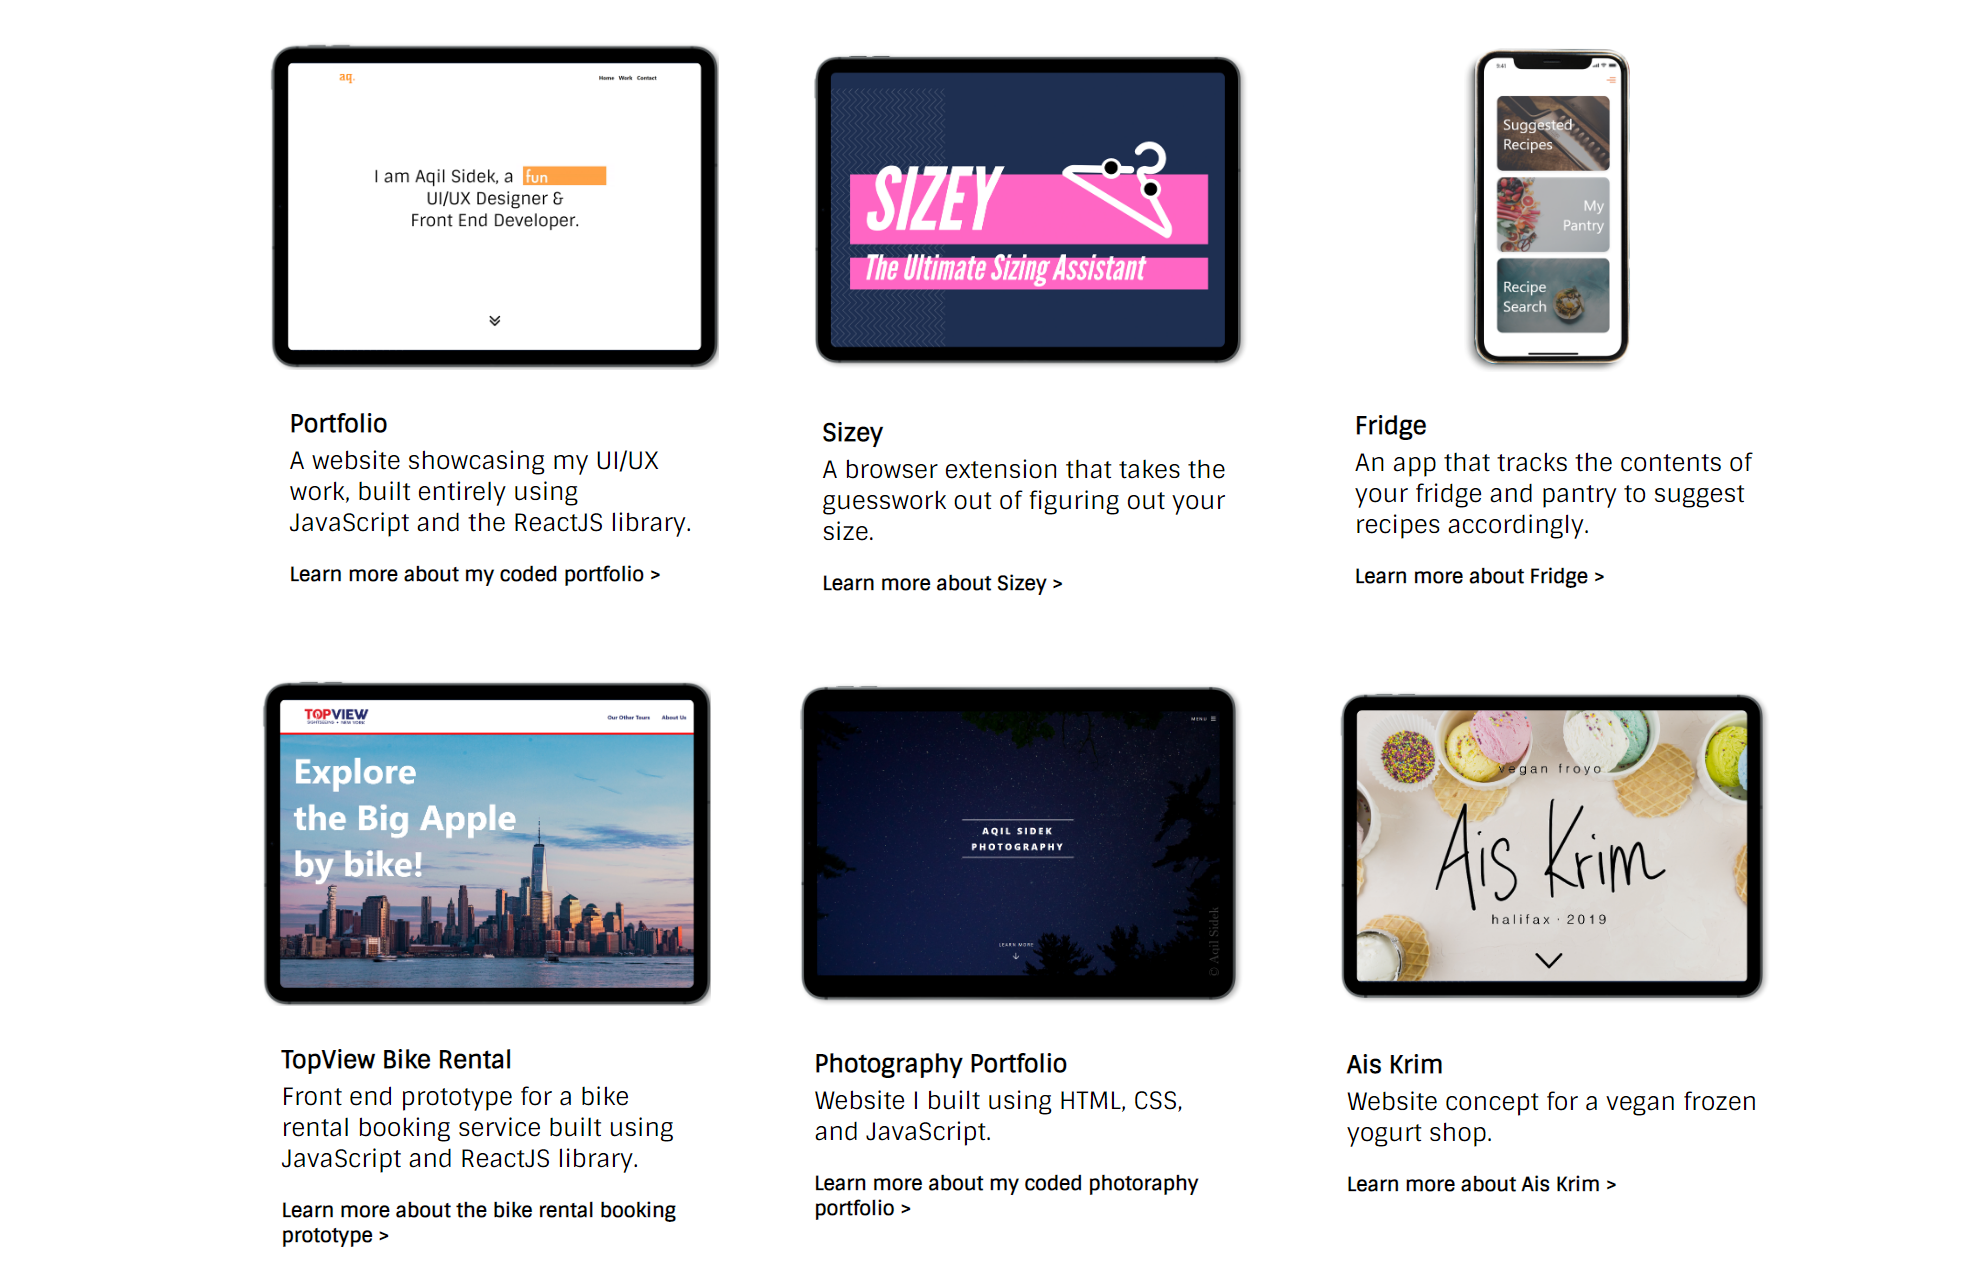 aq.
Home Work Contact
I am Aqil Sidek, a fun
UI/UX Designer &
Front End Developer.
SIZEY
The Ultimate Sizing Assistant
9:41
Suggested
Recipes
My
Pantry
Recipe
Search
Portfolio
A website showcasing my UI/UX
work, built entirely using
JavaScript and the ReactJS library.
Learn more about my coded portfolio >
Sizey
A browser extension that takes the
guesswork out of figuring out your
size.
Learn more about Sizey >
Fridge
An app that tracks the contents of
your fridge and pantry to suggest
recipes accordingly.
Learn more about Fridge >
TOPVIEW
SIGHTSEEING • NEW YORK
Our Other Tours About Us
Explore
the Big Apple
by bike!
MENU
AQIL SIDEK
PHOTOGRAPHY
LEARN MORE
© Aqil Sidek
vegan froyo
Ais Krim
halifax · 2019
TopView Bike Rental
Front end prototype for a bike
rental booking service built using
JavaScript and ReactJS library.
Learn more about the bike rental booking
prototype >
Photography Portfolio
Website I built using HTML, CSS,
and JavaScript.
Learn more about my coded photoraphy
portfolio >
Ais Krim
Website concept for a vegan frozen
yogurt shop.
Learn more about Ais Krim >